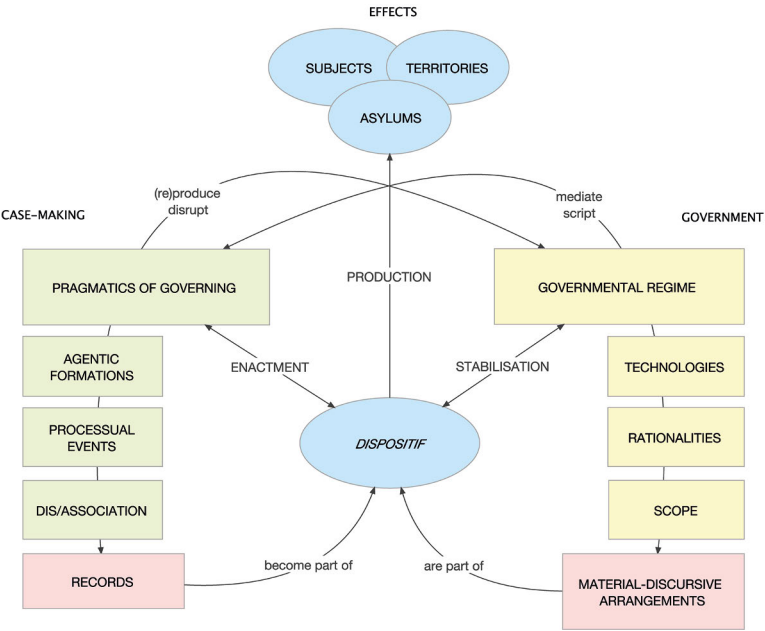 EFFECTS
SUBJECTS
TERRITORIES
ASYLUMS
(re)produce
disrupt
mediate
script
CASE-MAKING
GOVERNMENT
PRAGMATICS OF GOVERNING
PRODUCTION
GOVERNMENTAL REGIME
AGENTIC
FORMATIONS
ENACTMENT
STABILISATION
TECHNOLOGIES
PROCESSUAL
EVENTS
DISPOSITIF
RATIONALITIES
DIS/ASSOCIATION
SCOPE
RECORDS
become part of
are part of
MATERIAL-DISCURSIVE
ARRANGEMENTS